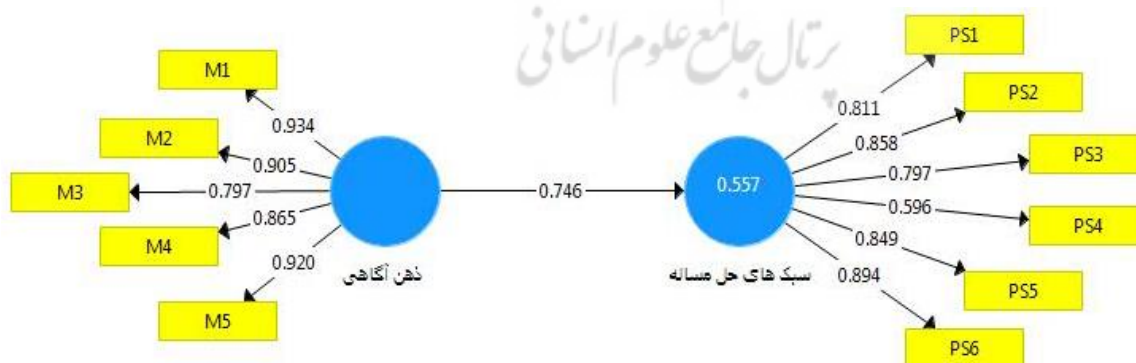 پرتال جامع علوم انسانی
PS1
M1
PS2
0.811
0.934
0.858
M2
PS3
0.905
0.797
M3
0.797
0.746
0.557
0.596
M4
0.865
PS4
0.849
0.920
ذهن آگاهی
سبک های حل مساله
0.894
PS5
M5
PS6